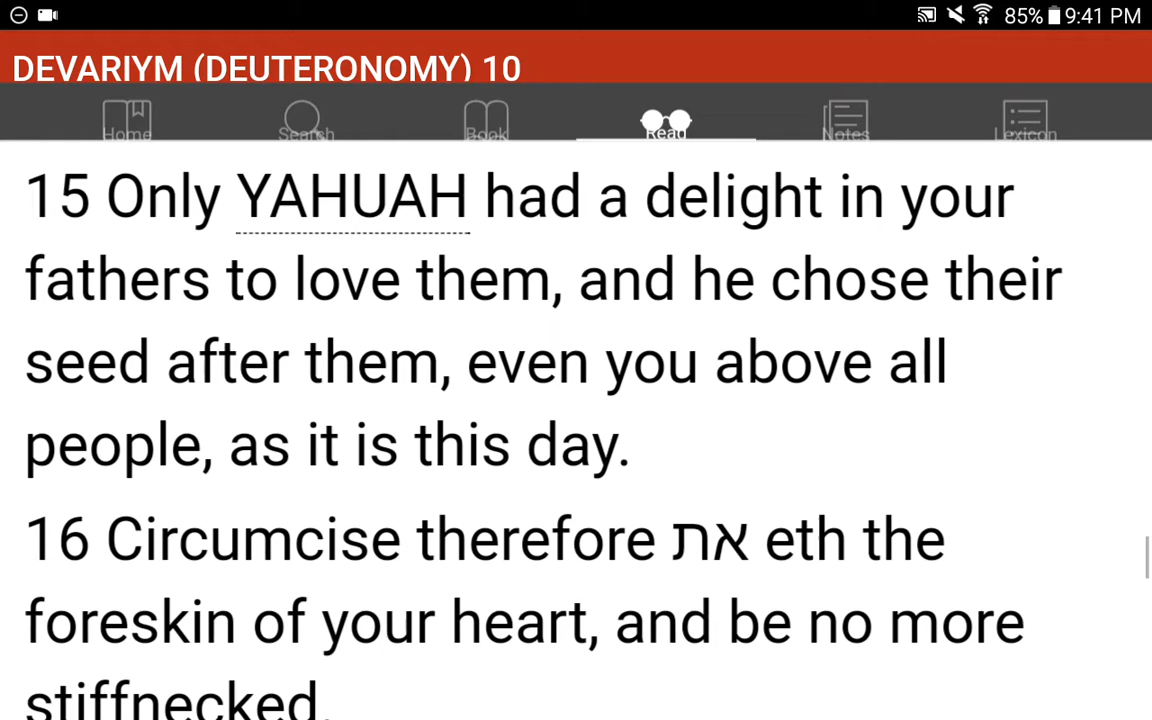 85% 9:41 PM
DEVARIYM (DEUTERONOMY) 10
Home Search Book Read Notes Lexicon
15 Only YAHUAH had a delight in your
fathers to love them, and he chose their
seed after them, even you above all
people, as it is this day.
16 Circumcise therefore את eth the
foreskin of your heart, and be no more
stiffnecked.